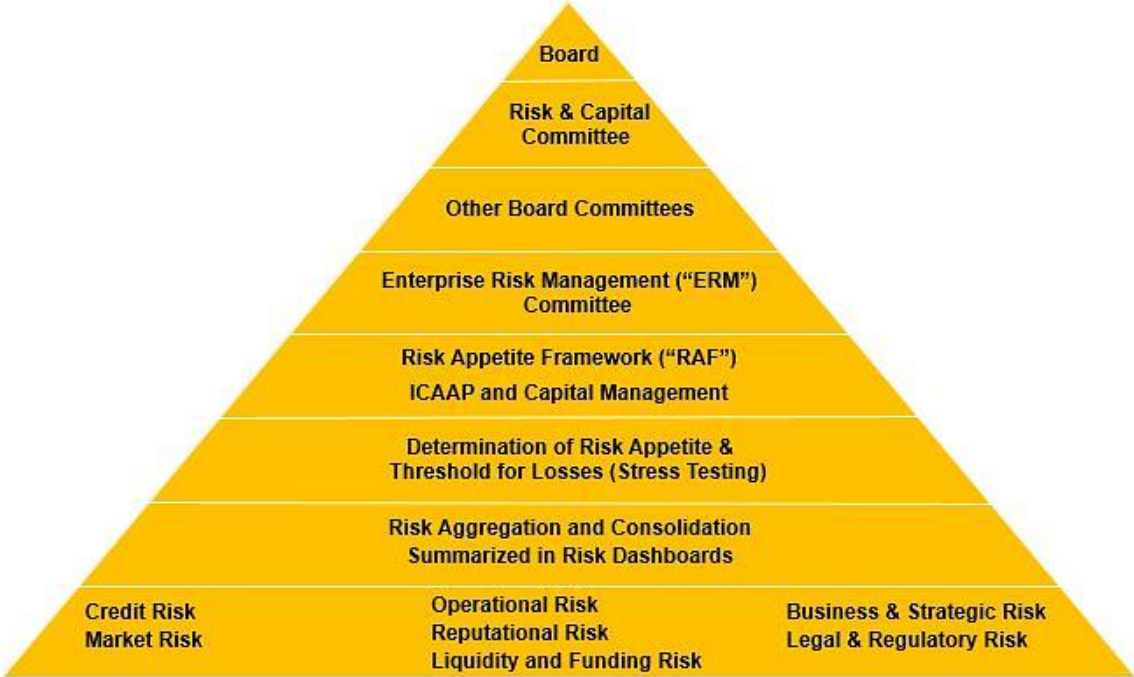 Board
Risk & Capital
Committee
Other Board Committees
Enterprise Risk Management (“ERM”)
Committee
Risk Appetite Framework (“RAF”)
ICAAP and Capital Management
Determination of Risk Appetite &
Threshold for Losses (Stress Testing)
Risk Aggregation and Consolidation
Summarized in Risk Dashboards
Credit Risk
Market Risk
Operational Risk
Reputational Risk
Liquidity and Funding Risk
Business & Strategic Risk
Legal & Regulatory Risk